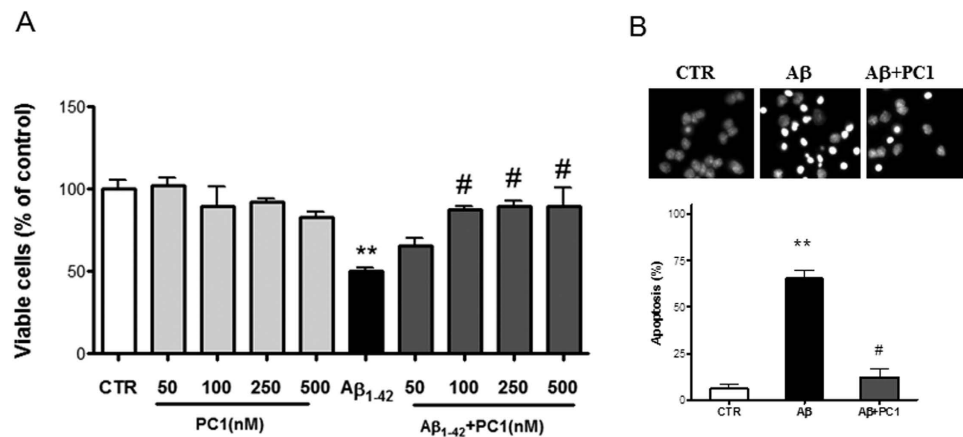 A
Viable cells (% of control)
150
100
50
0
**
# # #
CTR 50 100 250 500 Aβ1-42 50 100 250 500
PC1(nM) Aβ1-42+PC1(nM)
B
CTR Aβ Aβ+PC1
Apoptosis (%)
100
75
50
25
0
**
#
CTR Aβ Aβ+PC1